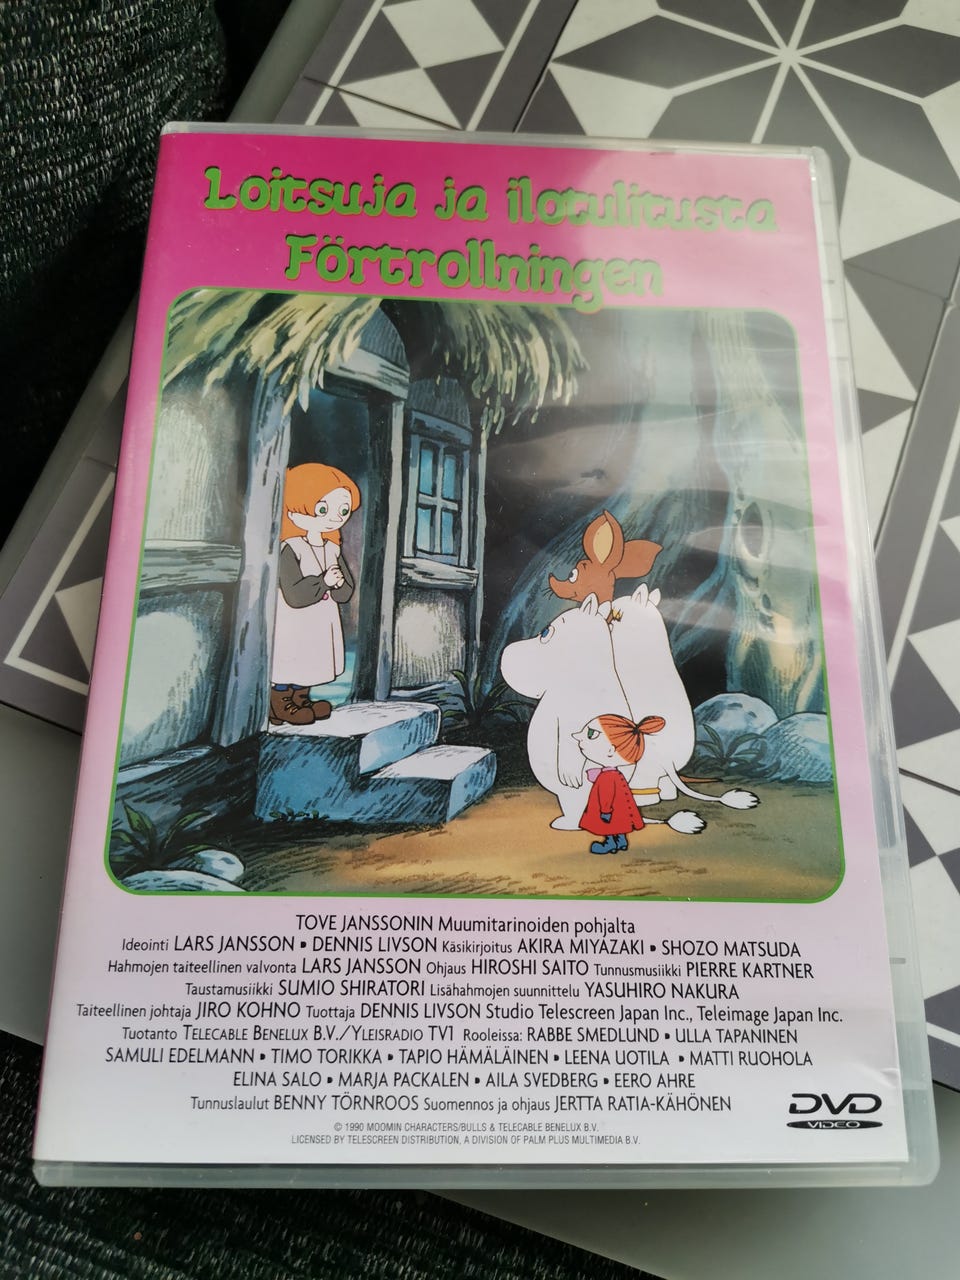 Loitsuja ja ilotulitusta
Förtrollningen
TOVE JANSSONIN Muumitarinoiden pohjalta
Ideointi LARS JANSSON • DENNIS LIVSON Käsikirjoitus AKIRA MIYAZAKI • SHOZO MATSUDA
Hahmojen taiteellinen valvonta LARS JANSSON Ohjaus HIROSHI SAITO Tunnusmusiikki PIERRE KARTNER
Taustamusiikki SUMIO SHIRATORI Lisähahmojen suunnittelu YASUHIRO NAKURA
Taiteellinen johtaja JIRO KOHNO Tuottaja DENNIS LIVSON Studio Telescreen Japan Inc., Teleimage Japan Inc.
Tuotanto TELECABLE BENELUX B.V./YLEISRADIO TV1 Rooleissa: RABBE SMEDLUND • ULLA TAPANINEN
SAMULI EDELMANN • TIMO TORIKKA • TAPIO HÄMÄLÄINEN • LEENA UOTILA • MATTI RUOHOLA
ELINA SALO • MARJA PACKALEN • AILA SVEDBERG • EERO AHRE
Tunnuslaulut BENNY TÖRNROOS Suomennos ja ohjaus JERTTA RATIA-KÄHÖNEN
© 1990 MOOMIN CHARACTERS/BULLS & TELECABLE BENELUX B.V.
LICENSED BY TELESCREEN DISTRIBUTION, A DIVISION OF PALM PLUS MULTIMEDIA B.V.
DVD
VIDEO